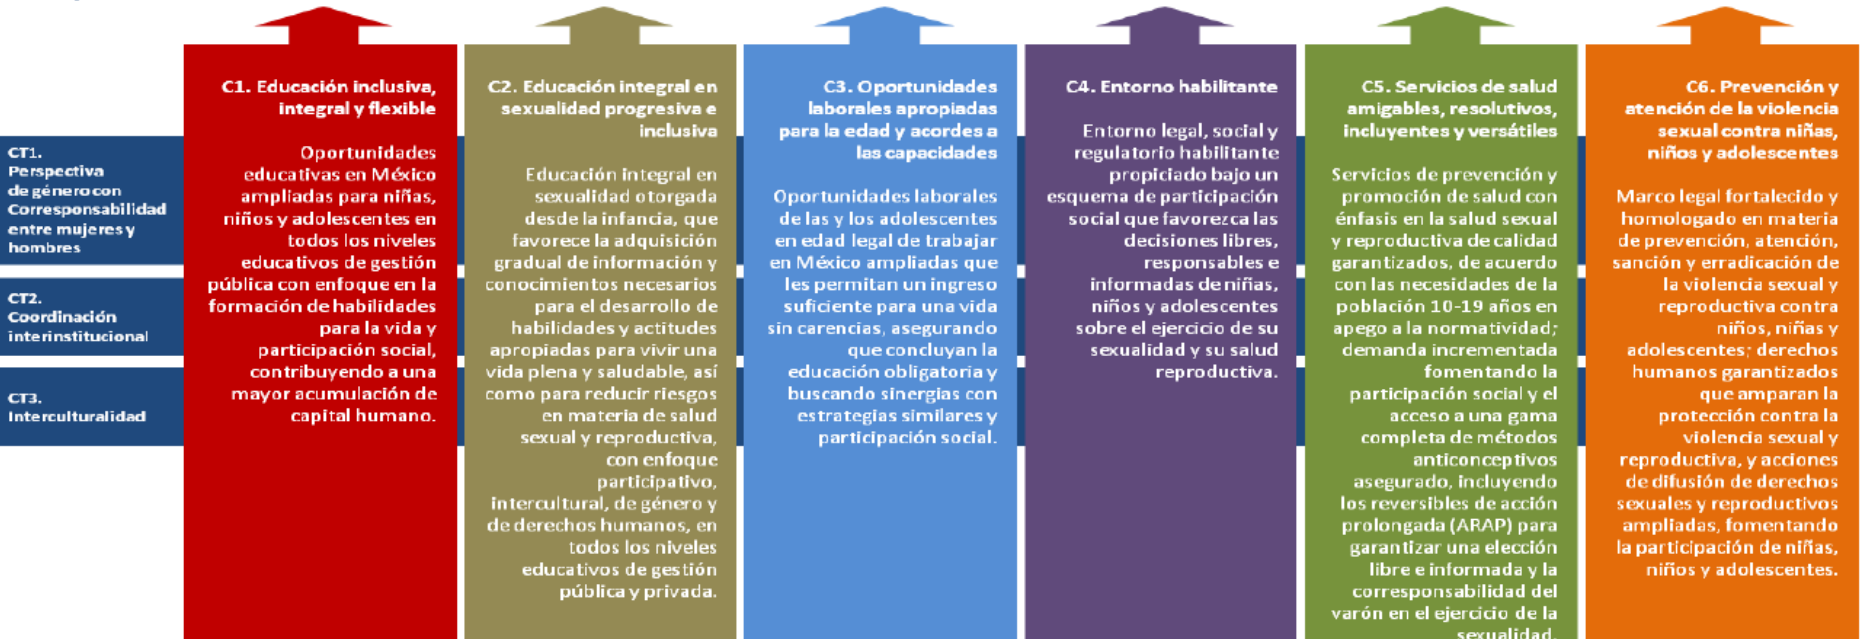 CT1.
Perspectiva
de género con
Corresponsabilidad
entre mujeres y
hombres
CT2.
Coordinación
interinstitucional
CT3.
Interculturalidad
C1. Educación inclusiva,
integral y flexible
Oportunidades
educativas en México
ampliadas para niñas,
niños y adolescentes en
todos los niveles
educativos de gestión
pública con enfoque en la
formación de habilidades
para la vida y
participación social,
contribuyendo a una
mayor acumulación de
capital humano.
C2. Educación integral en
sexualidad progresiva e
inclusiva
Educación integral en
sexualidad otorgada
desde la infancia, que
favorece la adquisición
gradual de información y
conocimientos necesarios
para el desarrollo de
habilidades y actitudes
apropiadas para vivir una
vida plena y saludable, así
como para reducir riesgos
en materia de salud
sexual y reproductiva,
con enfoque
participativo,
intercultural, de género y
de derechos humanos, en
todos los niveles
educativos de gestión
pública y privada.
C3. Oportunidades
laborales apropiadas
para la edad y acordes a
las capacidades
Oportunidades laborales
de las y los adolescentes
en edad legal de trabajar
en México ampliadas que
les permitan un ingreso
suficiente para una vida
sin carencias, asegurando
que concluyan la
educación obligatoria y
buscando sinergias con
estrategias similares y
participación social.
C4. Entorno habilitante
Entorno legal, social y
regulatorio habilitante
propiciado bajo un
esquema de participación
social que favorezca las
decisiones libres,
responsables e
informadas de niñas,
niños y adolescentes
sobre el ejercicio de su
sexualidad y su salud
reproductiva.
C5. Servicios de salud
amigables, resolutivos,
incluyentes y versátiles
Servicios de prevención y
promoción de salud con
énfasis en la salud sexual
y reproductiva de calidad
garantizados, de acuerdo
con las necesidades de la
población 10-19 años en
apego a la normatividad;
demanda incrementada
fomentando la
participación social y el
acceso a una gama
completa de métodos
anticonceptivos
asegurado, incluyendo
los reversibles de acción
prolongada (ARAP) para
garantizar una elección
libre e informada y la
corresponsabilidad del
varón en el ejercicio de la
sexualidad.
C6. Prevención y
atención de la violencia
sexual contra niñas,
niños y adolescentes
Marco legal fortalecido y
homologado en materia
de prevención, atención,
sanción y erradicación de
la violencia sexual y
reproductiva contra
niños, niñas y
adolescentes; derechos
humanos garantizados
que amparan la
protección contra la
violencia sexual y
reproductiva, y acciones
de difusión de derechos
sexuales y reproductivos
ampliadas, fomentando
la participación de niñas,
niños y adolescentes.